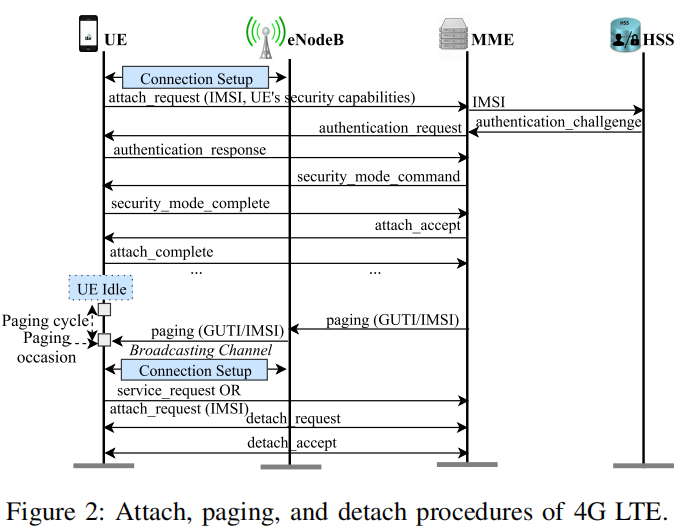 UE
eNodeB
MME
HSS
HSS
Connection Setup
attach_request (IMSI, UE's security capabilities)
IMSI
authentication_challgenge
authentication_request
authentication_response
security_mode_command
security_mode_complete
attach_accept
attach_complete
...
...
UE Idle
Paging cycle
Paging
occasion
paging (GUTI/IMSI)
paging (GUTI/IMSI)
Broadcasting Channel
Connection Setup
service_request OR
attach_request (IMSI)
detach_request
detach_accept
Figure 2: Attach, paging, and detach procedures of 4G LTE.